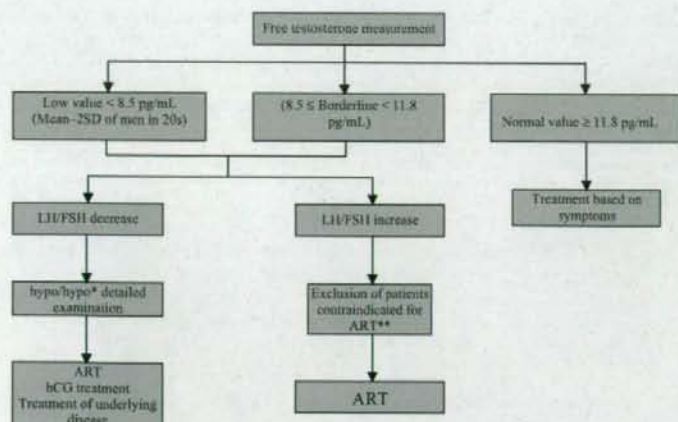 Free testosterone measurement
Low value < 8.5 pg/mL
(Mean–2SD of men in 20s)
(8.5 ≦ Borderline < 11.8
pg/mL)
Normal value ≥ 11.8 pg/mL
LH/FSH decrease
LH/FSH increase
Treatment based on
symptoms
hypo/hypo* detailed
examination
Exclusion of patients
contraindicated for
ART**
ART
hCG treatment
Treatment of underlying
disease
ART